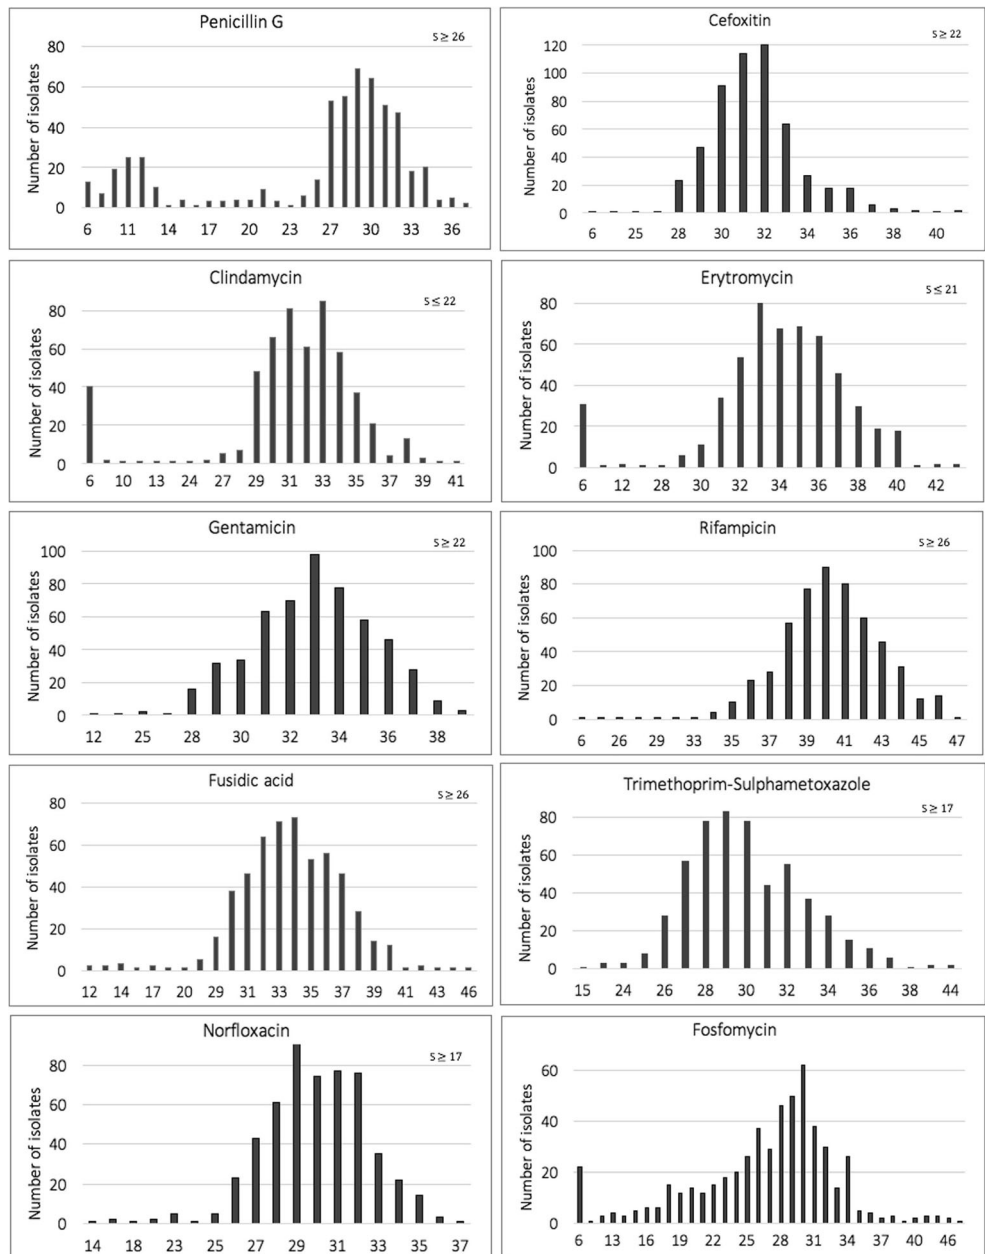 Penicillin G
S ≥ 26
Number of isolates
80
60
40
20
0
6 11 14 17 20 23 27 30 33 36
Cefoxitin
S ≥ 22
Number of isolates
120
100
80
60
40
20
0
6 25 28 30 32 34 36 38 40
Clindamycin
S ≤ 22
Number of isolates
80
60
40
20
0
6 10 13 24 27 29 31 33 35 37 39 41
Erytromycin
S ≤ 21
Number of isolates
80
60
40
20
0
6 12 28 30 32 34 36 38 40 42
Gentamicin
S ≥ 22
Number of isolates
100
80
60
40
20
0
12 25 28 30 32 34 36 38
Rifampicin
S ≥ 26
Number of isolates
100
80
60
40
20
0
6 26 29 33 35 37 39 41 43 45 47
Fusidic acid
S ≥ 26
Number of isolates
80
60
40
20
0
12 14 17 20 29 31 33 35 37 39 41 43 46
Trimethoprim-Sulphametoxazole
S ≥ 17
Number of isolates
80
60
40
20
0
15 24 26 28 30 32 34 36 38 44
Norfloxacin
S ≥ 17
Number of isolates
80
60
40
20
0
14 18 23 25 27 29 31 33 35 37
Fosfomycin
Number of isolates
60
40
20
0
6 13 16 19 22 25 28 31 34 37 40 46